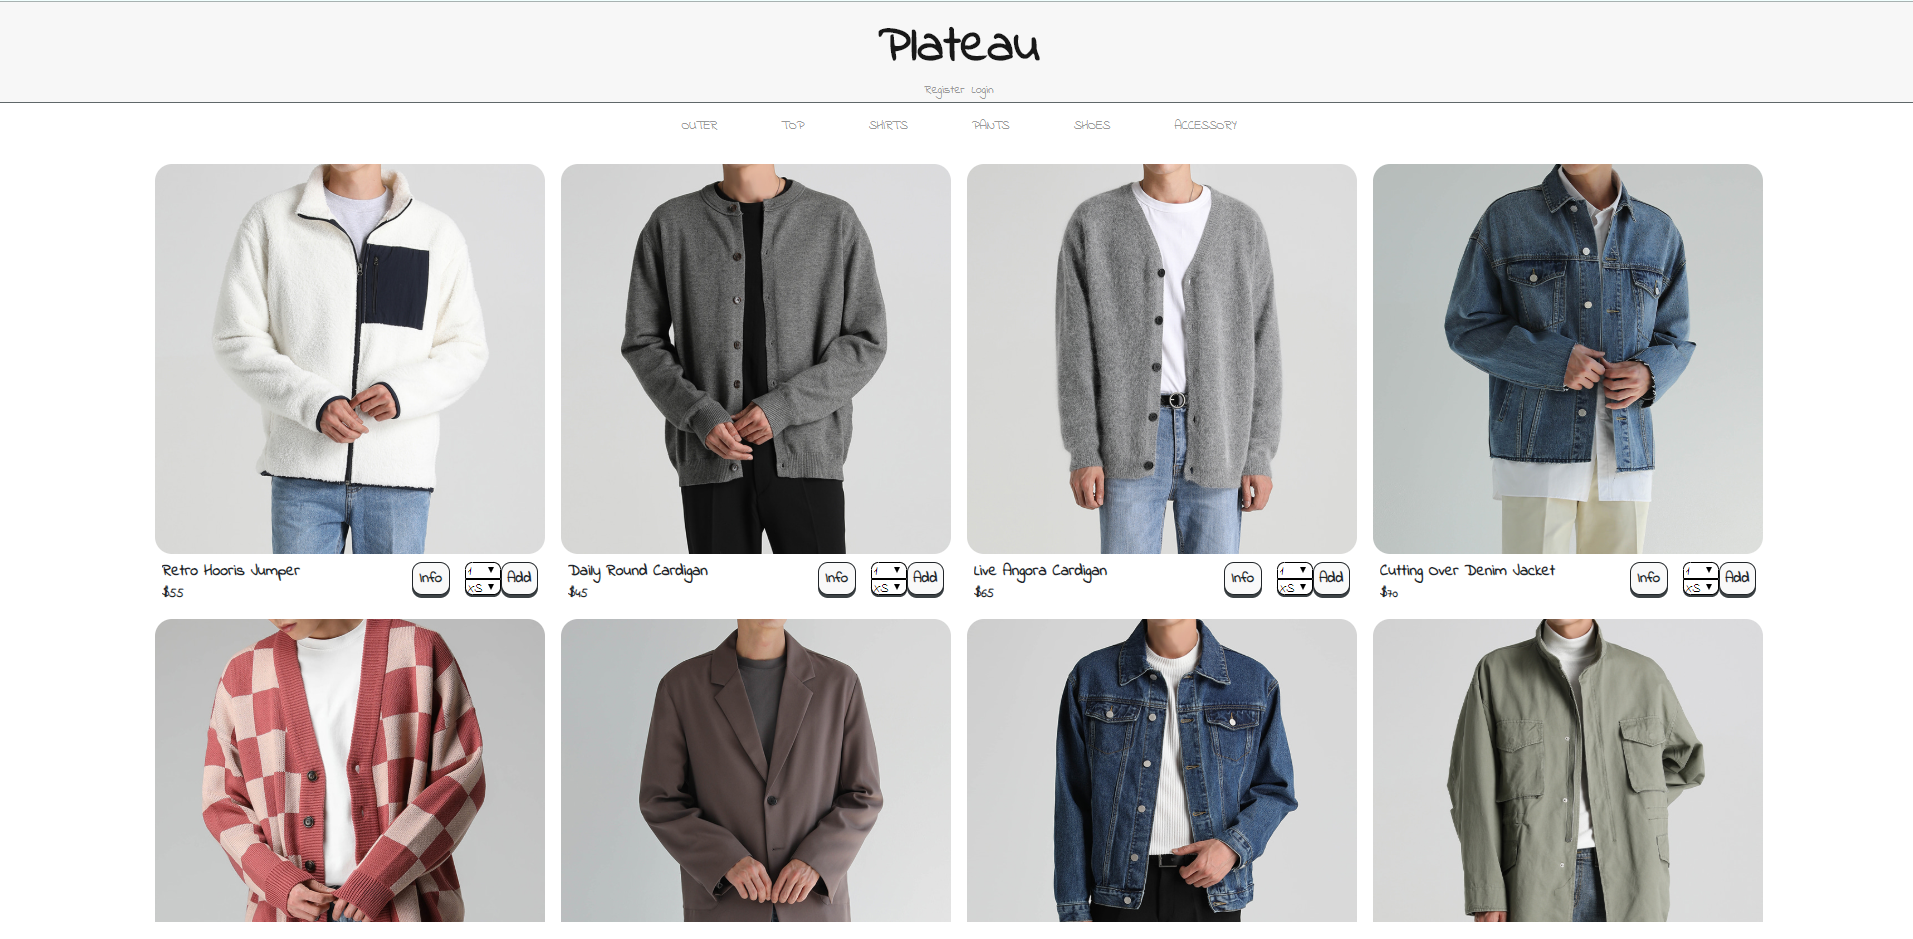 Plateau
Register Login
OUTER TOP SHIRTS PANTS SHOES ACCESSORY
Retro Hooris Jumper
$55
Info 1 XS Add
Daily Round Cardigan
$45
Info 1 XS Add
Live Angora Cardigan
$65
Info 1 XS Add
Cutting Over Denim Jacket
$70
Info 1 XS Add